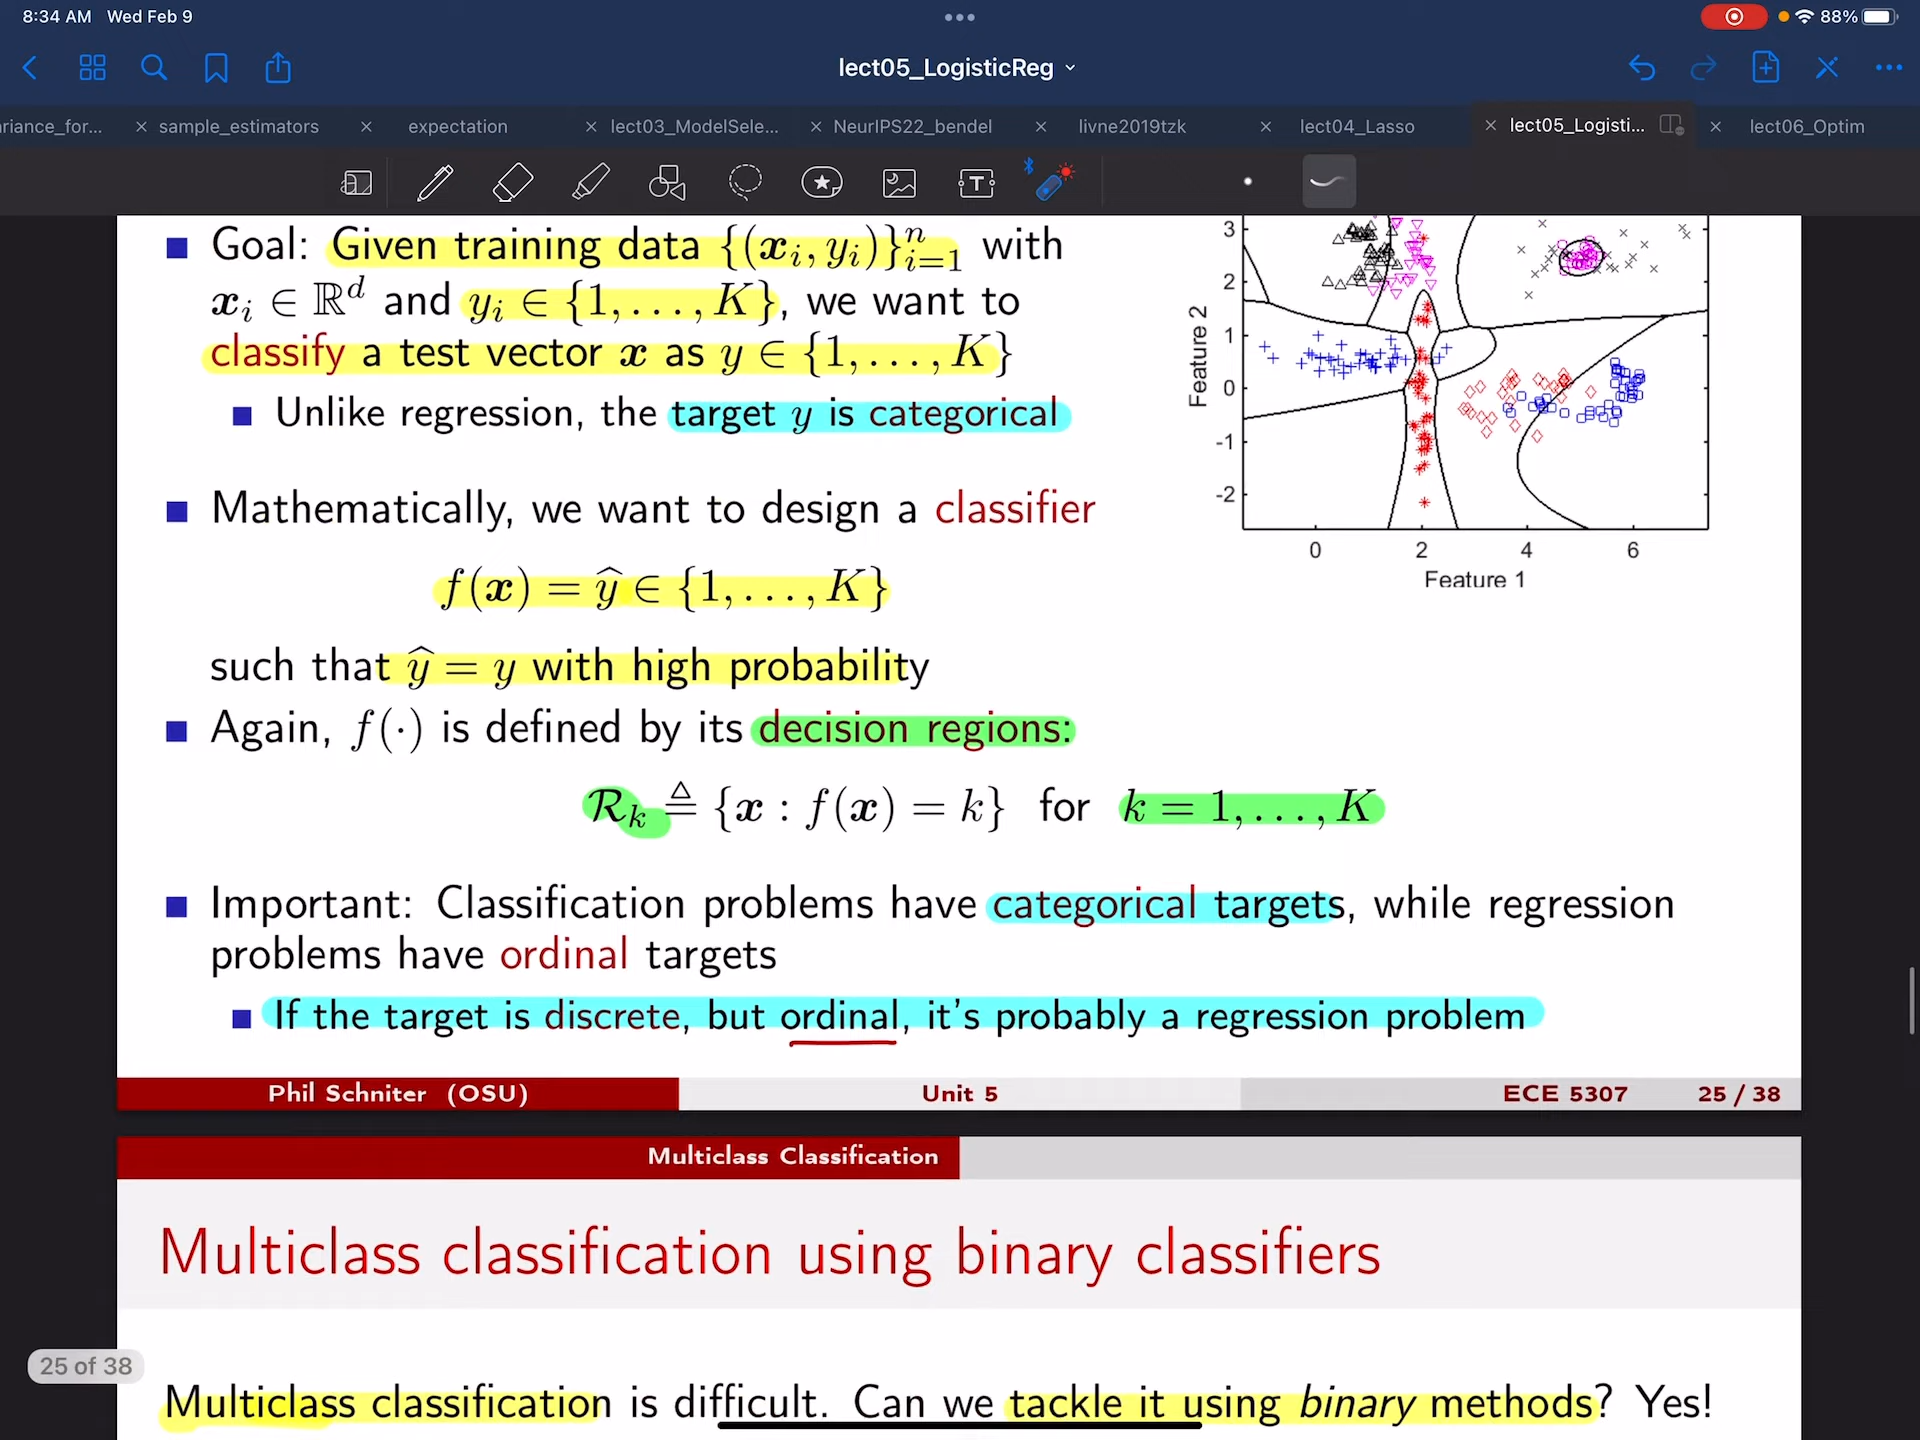 8:34 AM Wed Feb 9
88%
lect05_LogisticReg
riance_for...
sample_estimators
expectation
lect03_ModelSele...
NeurIPS22_bendel
livne2019tzk
lect04_Lasso
lect05_Logisti...
lect06_Optim
Goal: Given training data {(𝒙ᵢ, yᵢ)}ⁿᵢ₌₁ with
𝒙ᵢ ∈ ℝᵈ and yᵢ ∈ {1, . . . , K}, we want to
classify a test vector 𝒙 as y ∈ {1, . . . , K}
Unlike regression, the target y is categorical
Mathematically, we want to design a classifier
f(𝒙) = ŷ ∈ {1, . . . , K}
such that ŷ = y with high probability
Again, f(·) is defined by its decision regions:
ℛₖ ≜ {𝒙 : f(𝒙) = k} for k = 1, . . . , K
Important: Classification problems have categorical targets, while regression
problems have ordinal targets
If the target is discrete, but ordinal, it's probably a regression problem
3
2
1
0
-1
-2
Feature 2
0 2 4 6
Feature 1
Phil Schniter (OSU) Unit 5 ECE 5307 25 / 38
Multiclass Classification
Multiclass classification using binary classifiers
25 of 38
Multiclass classification is difficult. Can we tackle it using binary methods? Yes!